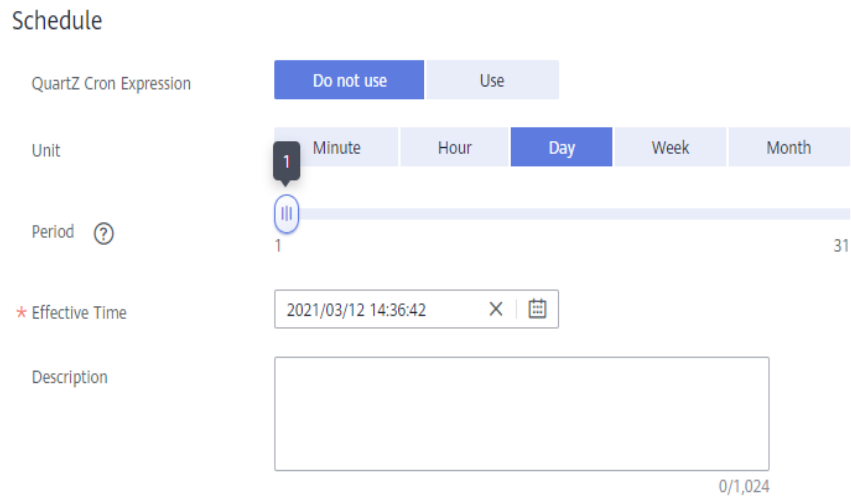 Schedule
QuartZ Cron Expression Do not use Use
Unit Minute Hour Day Week Month
1
Period ?
1 31
* Effective Time 2021/03/12 14:36:42
Description
0/1,024